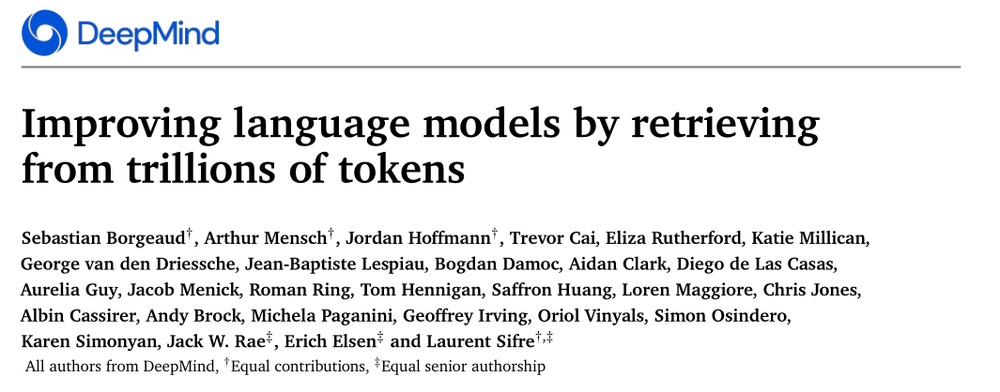 DeepMind
Improving language models by retrieving
from trillions of tokens
Sebastian Borgeaud†, Arthur Mensch†, Jordan Hoffmann†, Trevor Cai, Eliza Rutherford, Katie Millican,
George van den Driessche, Jean-Baptiste Lespiau, Bogdan Damoc, Aidan Clark, Diego de Las Casas,
Aurelia Guy, Jacob Menick, Roman Ring, Tom Hennigan, Saffron Huang, Loren Maggiore, Chris Jones,
Albin Cassirer, Andy Brock, Michela Paganini, Geoffrey Irving, Oriol Vinyals, Simon Osindero,
Karen Simonyan, Jack W. Rae‡, Erich Elsen‡ and Laurent Sifre†,‡
All authors from DeepMind, †Equal contributions, ‡Equal senior authorship